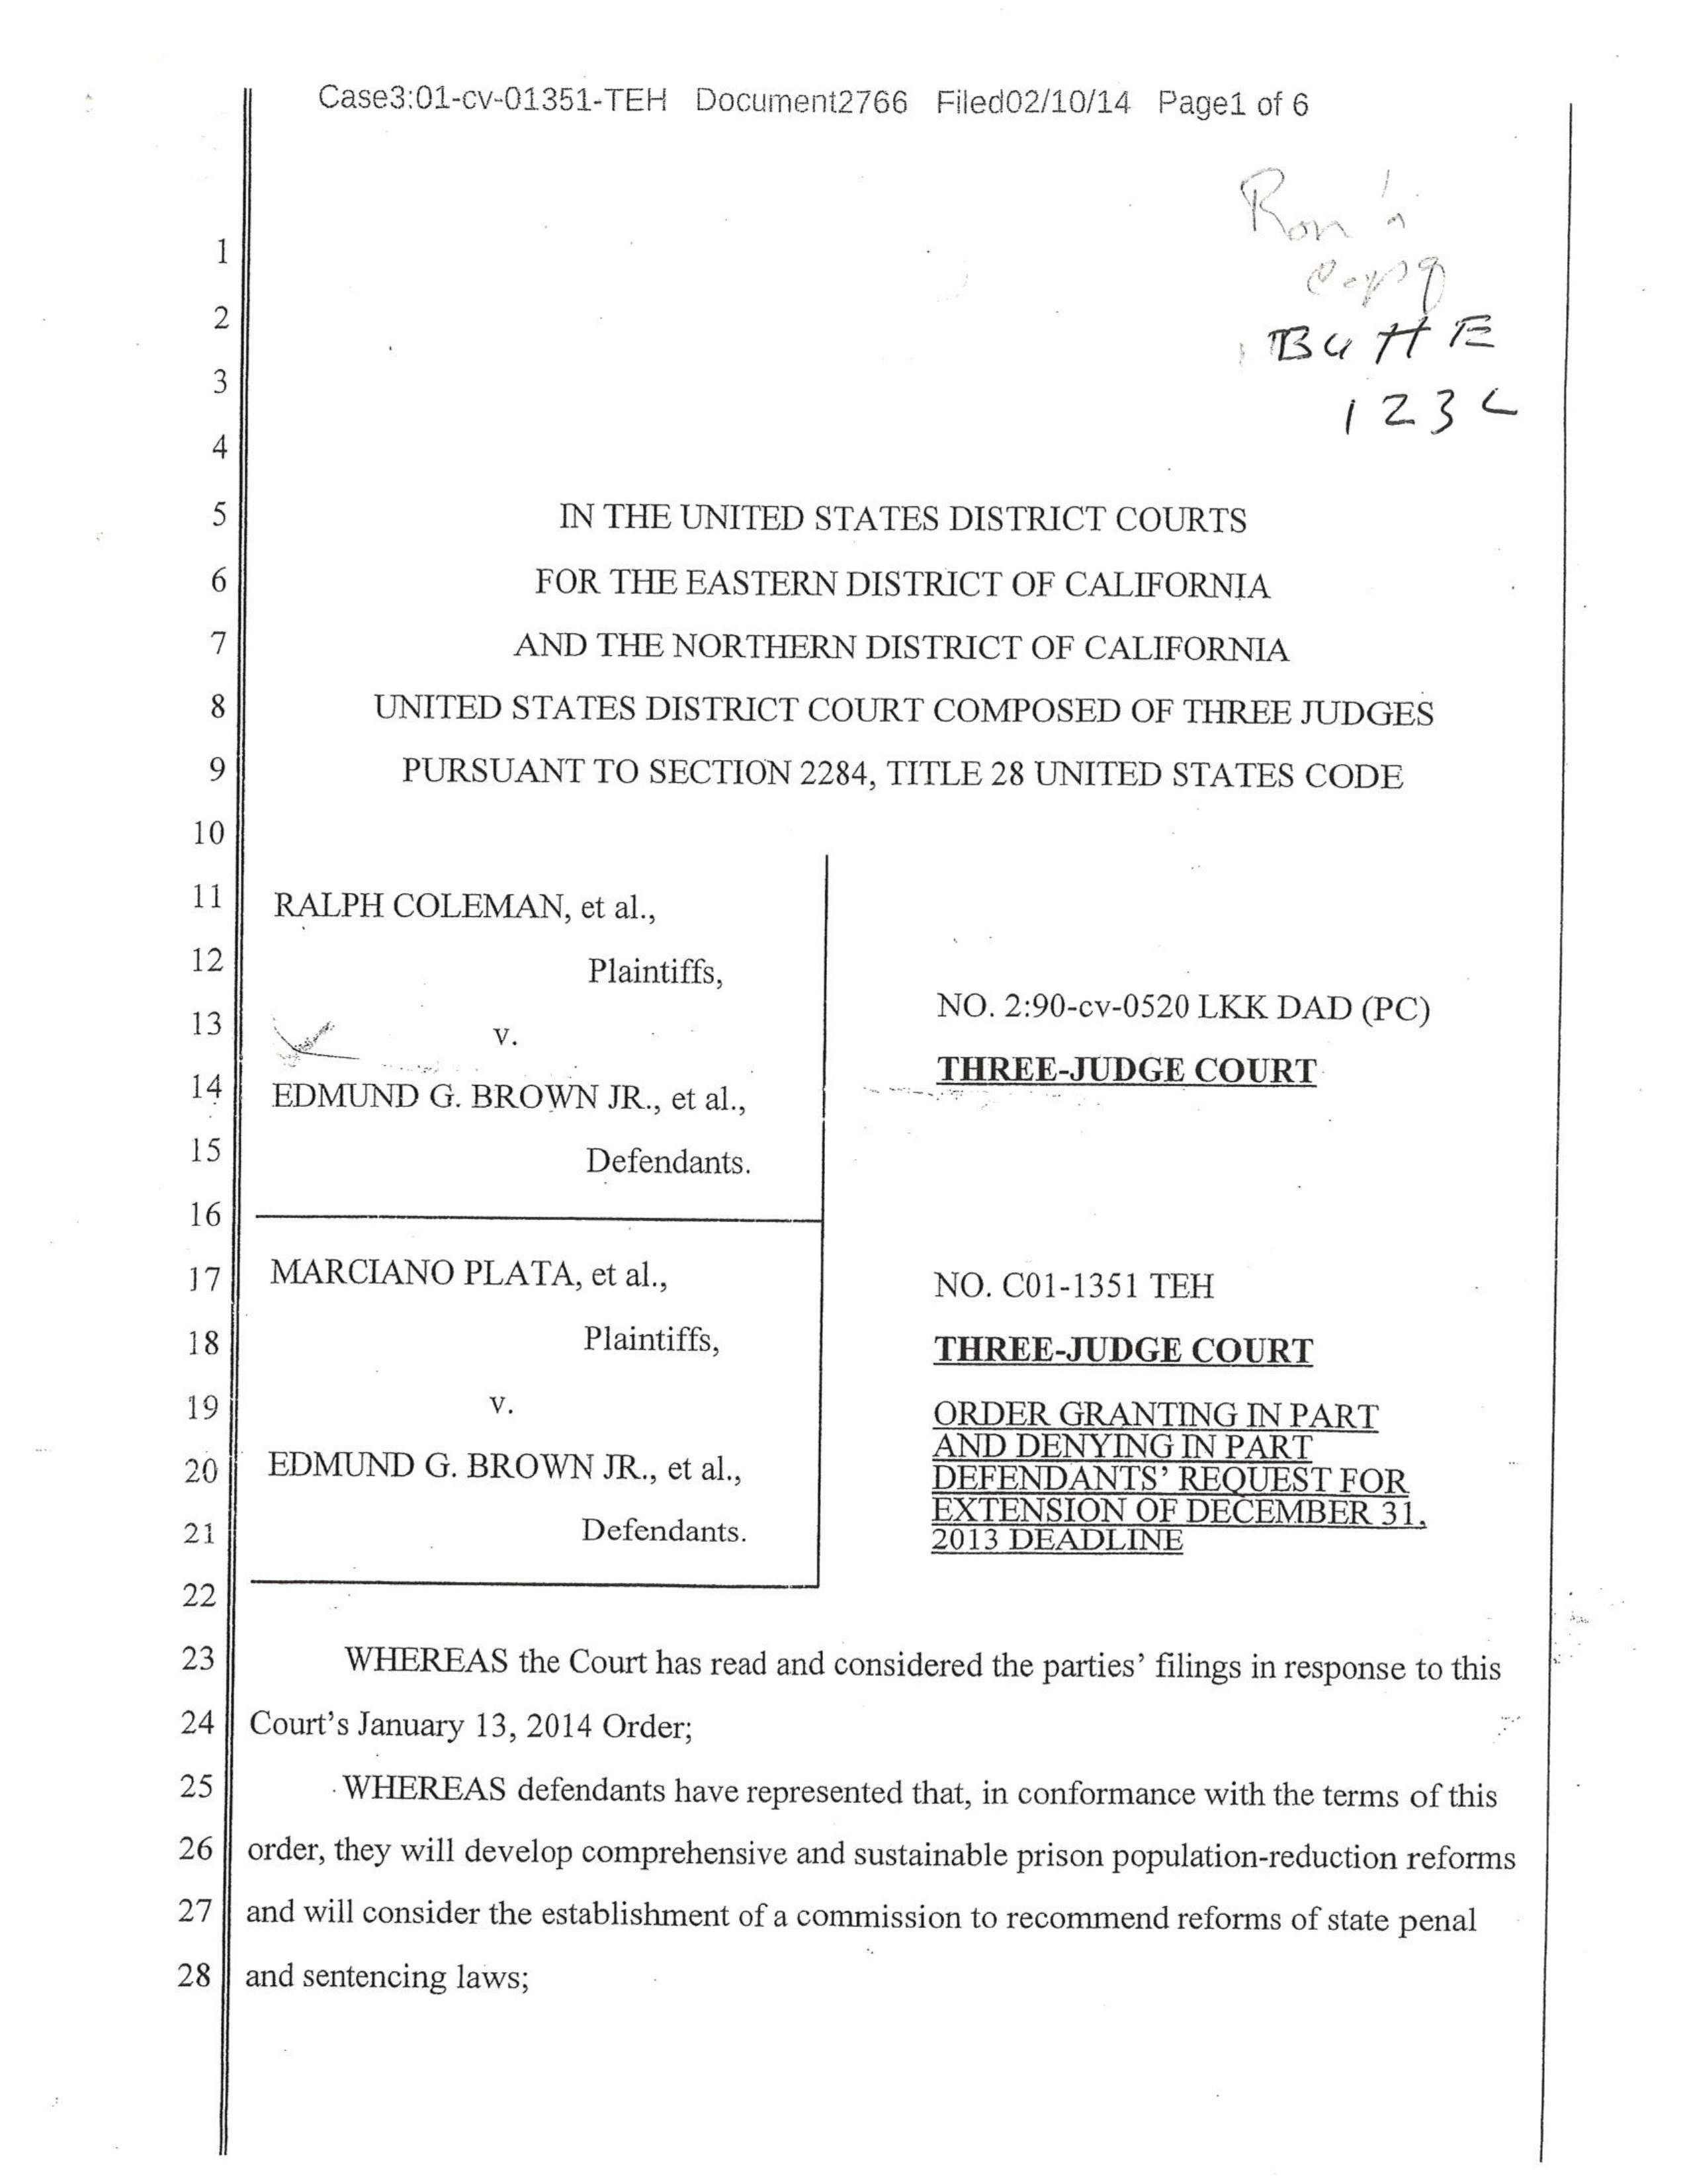 Case3:01-cv-01351-TEH Document2766 Filed02/10/14 Page1 of 6
Ron's
copy
1 2 3 L
1
2
3
4
5 IN THE UNITED STATES DISTRICT COURTS
6 FOR THE EASTERN DISTRICT OF CALIFORNIA
7 AND THE NORTHERN DISTRICT OF CALIFORNIA
8 UNITED STATES DISTRICT COURT COMPOSED OF THREE JUDGES
9 PURSUANT TO SECTION 2284, TITLE 28 UNITED STATES CODE
10
11 RALPH COLEMAN, et al.,
12 Plaintiffs,
NO. 2:90-cv-0520 LKK DAD (PC)
13 v.
THREE-JUDGE COURT
14 EDMUND G. BROWN JR., et al.,
15 Defendants.
16
17 MARCIANO PLATA, et al.,
NO. C01-1351 TEH
18 Plaintiffs,
THREE-JUDGE COURT
19 v.
ORDER GRANTING IN PART
AND DENYING IN PART
20 EDMUND G. BROWN JR., et al.,
DEFENDANTS' REQUEST FOR
EXTENSION OF DECEMBER 31,
21 Defendants.
2013 DEADLINE
22
23 WHEREAS the Court has read and considered the parties' filings in response to this
24 Court's January 13, 2014 Order;
25 WHEREAS defendants have represented that, in conformance with the terms of this
26 order, they will develop comprehensive and sustainable prison population-reduction reforms
27 and will consider the establishment of a commission to recommend reforms of state penal
28 and sentencing laws;